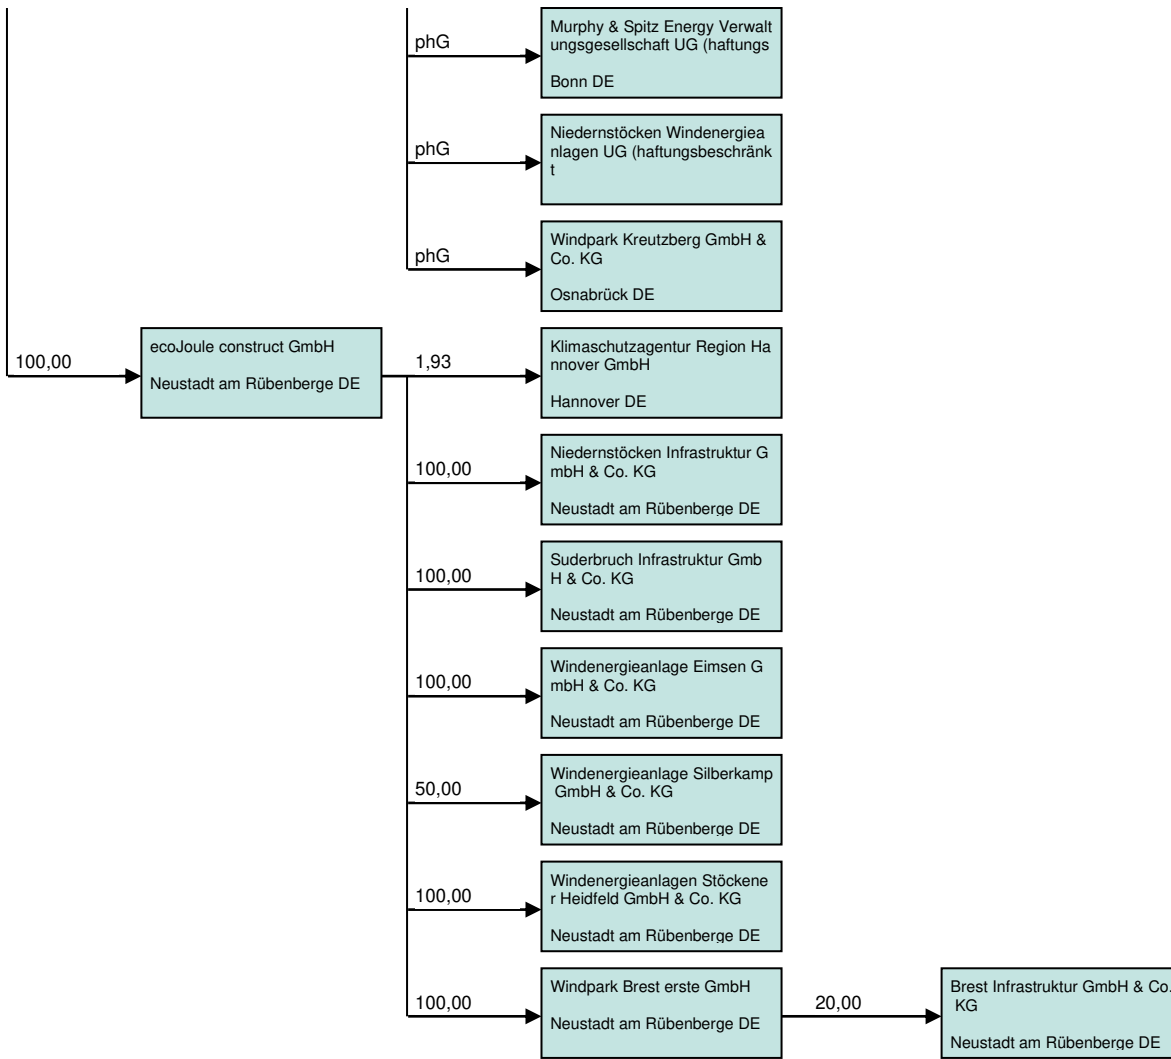 phG
Murphy & Spitz Energy Verwalt
ungsgesellschaft UG (haftungs
Bonn DE
phG
Niedernstöcken Windenergiea
nlagen UG (haftungsbeschränk
t
phG
Windpark Kreutzberg GmbH &
Co. KG
Osnabrück DE
100,00
ecoJoule construct GmbH
Neustadt am Rübenberge DE
1,93
Klimaschutzagentur Region Ha
nnover GmbH
Hannover DE
100,00
Niedernstöcken Infrastruktur G
mbH & Co. KG
Neustadt am Rübenberge DE
100,00
Suderbruch Infrastruktur Gmb
H & Co. KG
Neustadt am Rübenberge DE
100,00
Windenergieanlage Eimsen G
mbH & Co. KG
Neustadt am Rübenberge DE
50,00
Windenergieanlage Silberkamp
GmbH & Co. KG
Neustadt am Rübenberge DE
100,00
Windenergieanlagen Stöckene
r Heidfeld GmbH & Co. KG
Neustadt am Rübenberge DE
100,00
Windpark Brest erste GmbH
Neustadt am Rübenberge DE
20,00
Brest Infrastruktur GmbH & Co.
KG
Neustadt am Rübenberge DE